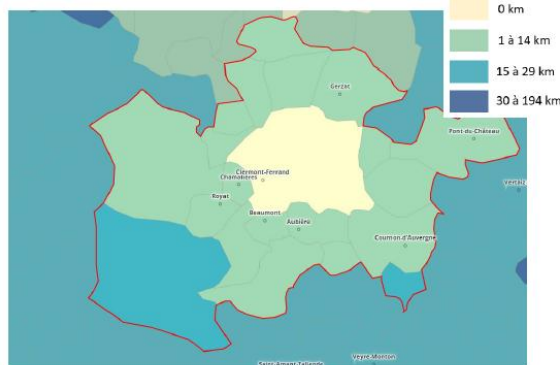 0 km
1 à 14 km
15 à 29 km
30 à 194 km
Gerzat
Pont-du-Château
Clermont-Ferrand
Chamalières
Royat
Beaumont
Aubière
Cournon d'Auvergne
Veyre-Monton